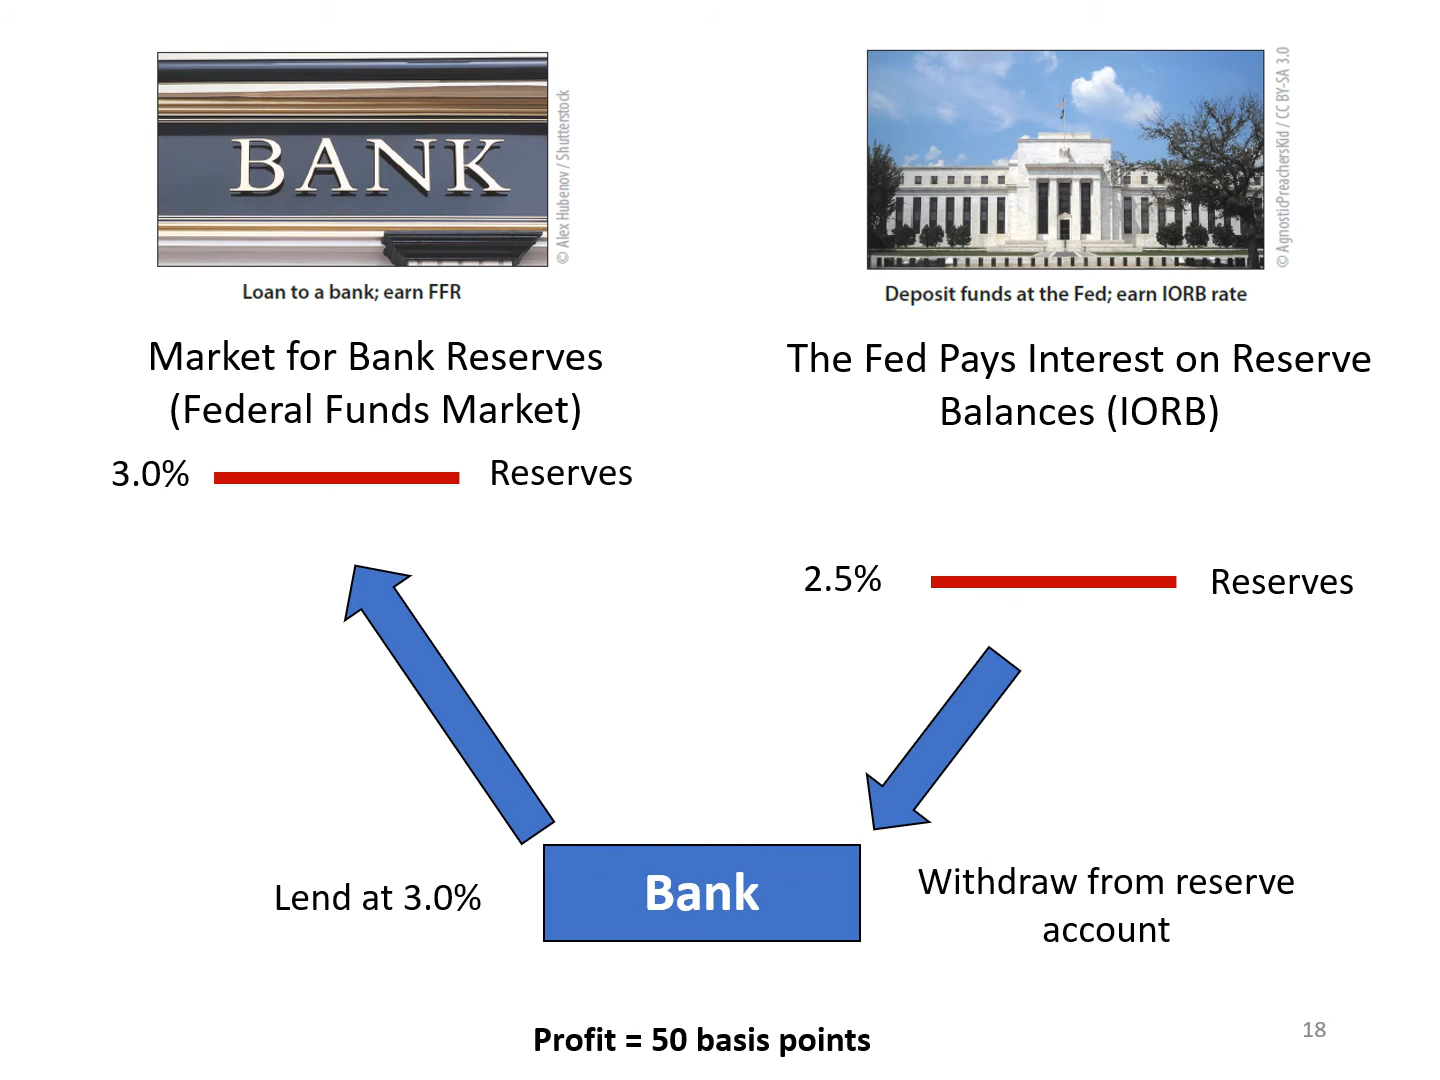 BANK
© Alex Hubenov / Shutterstock
Loan to a bank; earn FFR
© AgnosticPreachersKid / CC BY-SA 3.0
Deposit funds at the Fed; earn IORB rate
Market for Bank Reserves
(Federal Funds Market)
The Fed Pays Interest on Reserve
Balances (IORB)
3.0% Reserves
2.5% Reserves
Lend at 3.0%
Bank
Withdraw from reserve
account
Profit = 50 basis points
18